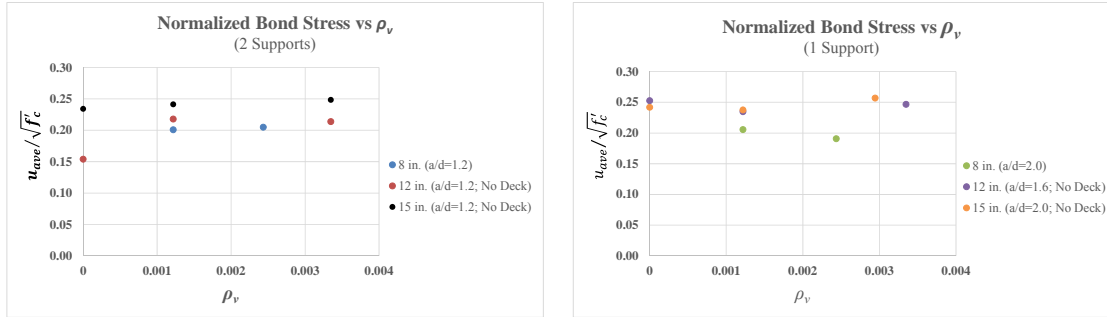 Normalized Bond Stress vs ρᵥ
(2 Supports)
u_ave/√f'_c
0.30
0.25
0.20
0.15
0.10
0.05
0.00
0
0.001
0.002
0.003
0.004
ρᵥ
8 in. (a/d=1.2)
12 in. (a/d=1.2; No Deck)
15 in. (a/d=1.2; No Deck)
Normalized Bond Stress vs ρᵥ
(1 Support)
u_ave/√f'_c
0.30
0.25
0.20
0.15
0.10
0.05
0.00
0
0.001
0.002
0.003
0.004
ρᵥ
8 in. (a/d=2.0)
12 in. (a/d=1.6; No Deck)
15 in. (a/d=2.0; No Deck)